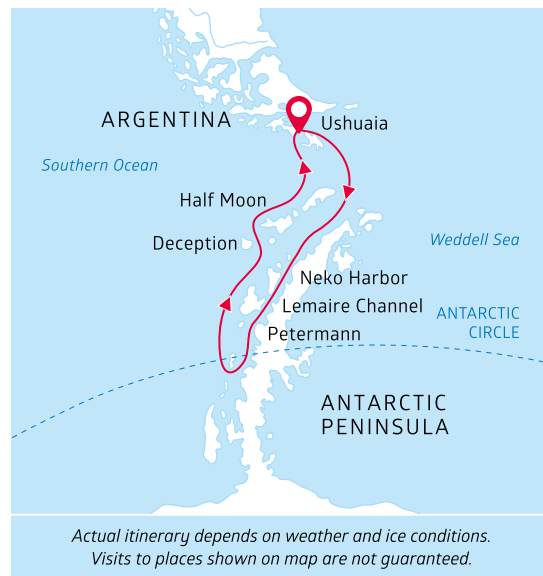 ARGENTINA
Ushuaia
Southern Ocean
Half Moon
Deception
Weddell Sea
Neko Harbor
Lemaire Channel
Petermann
ANTARCTIC
CIRCLE
ANTARCTIC
PENINSULA
Actual itinerary depends on weather and ice conditions.
Visits to places shown on map are not guaranteed.